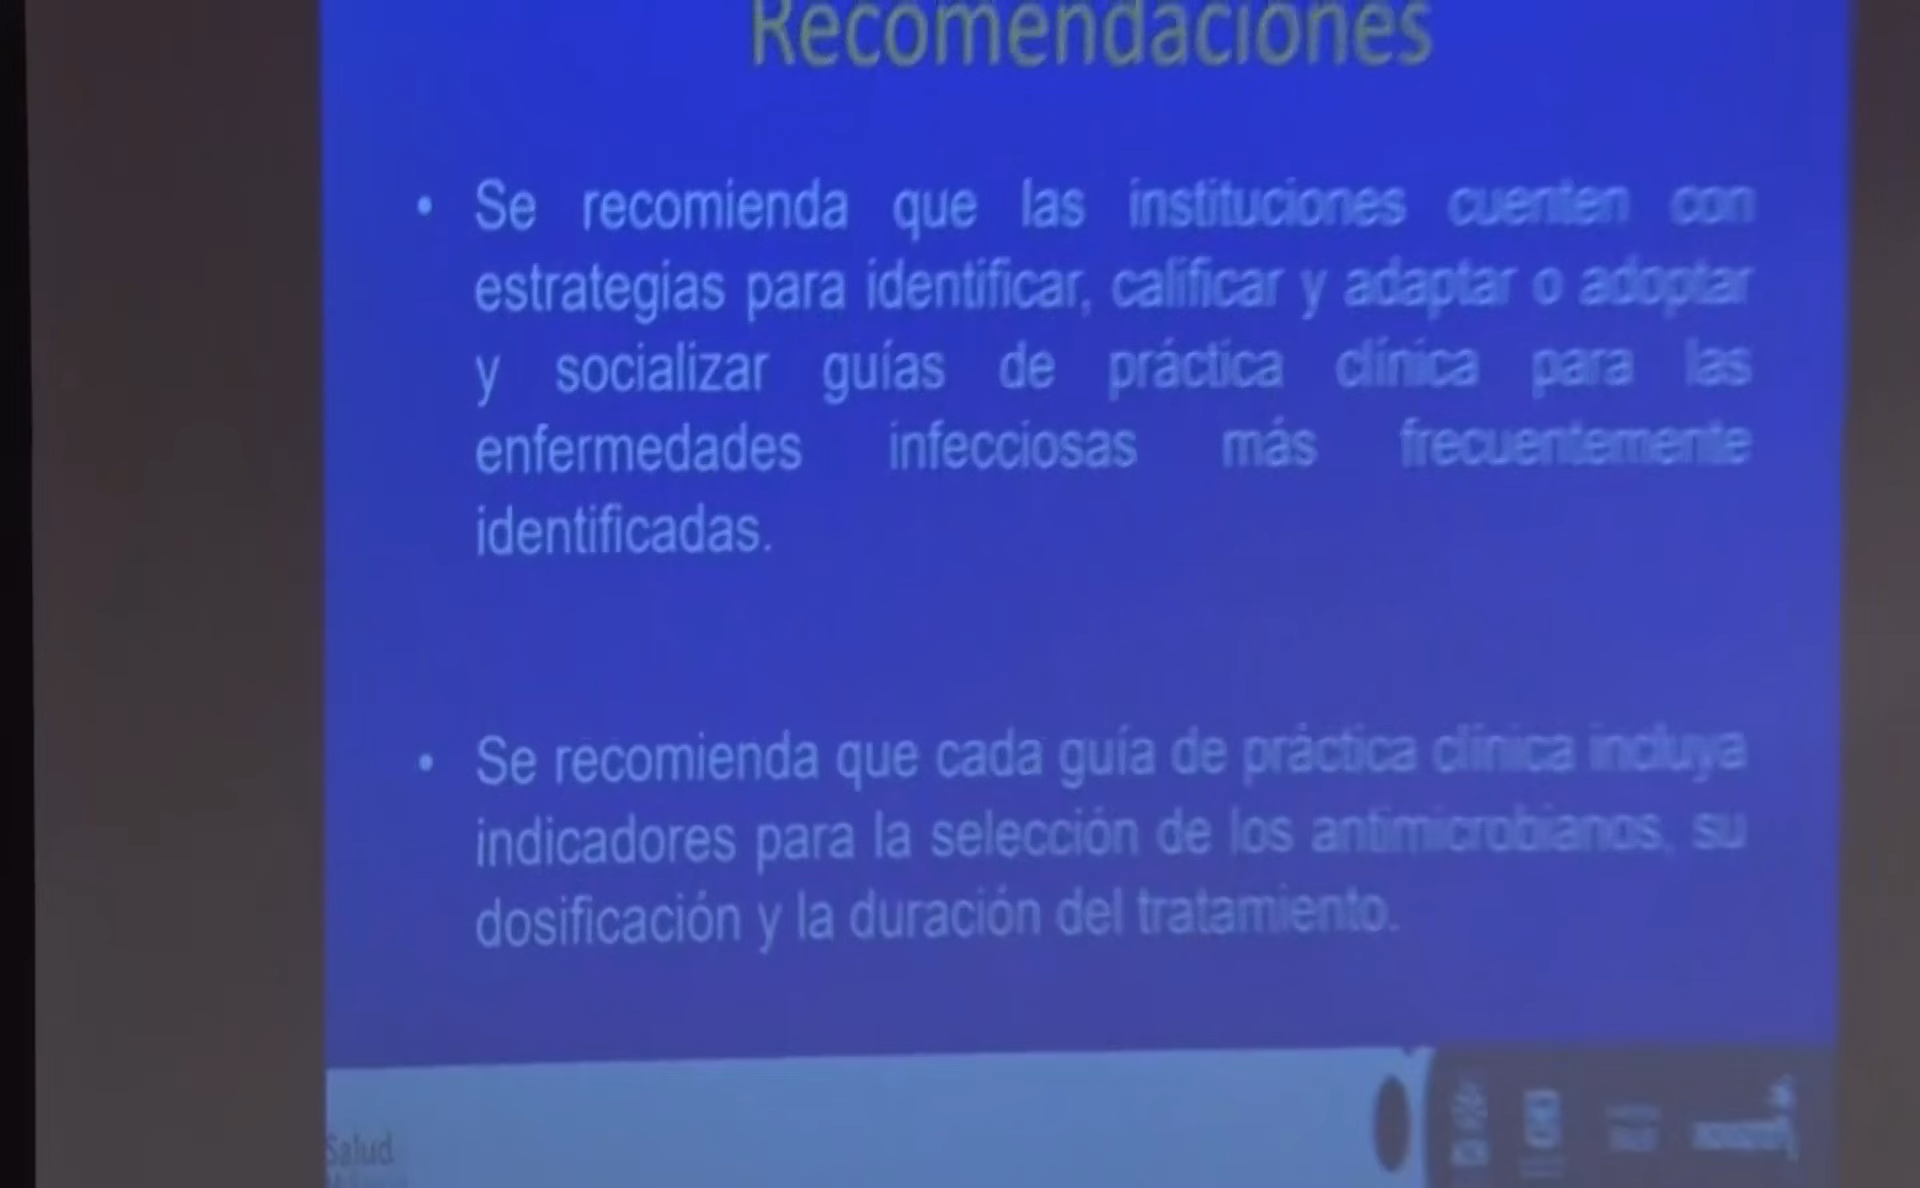 Recomendaciones
• Se recomienda que las instituciones cuenten con
estrategias para identificar, calificar y adaptar o adoptar
y socializar guías de práctica clínica para las
enfermedades infecciosas más frecuentemente
identificadas.
• Se recomienda que cada guía de práctica clínica incluya
indicadores para la selección de los antimicrobianos, su
dosificación y la duración del tratamiento.
Salud